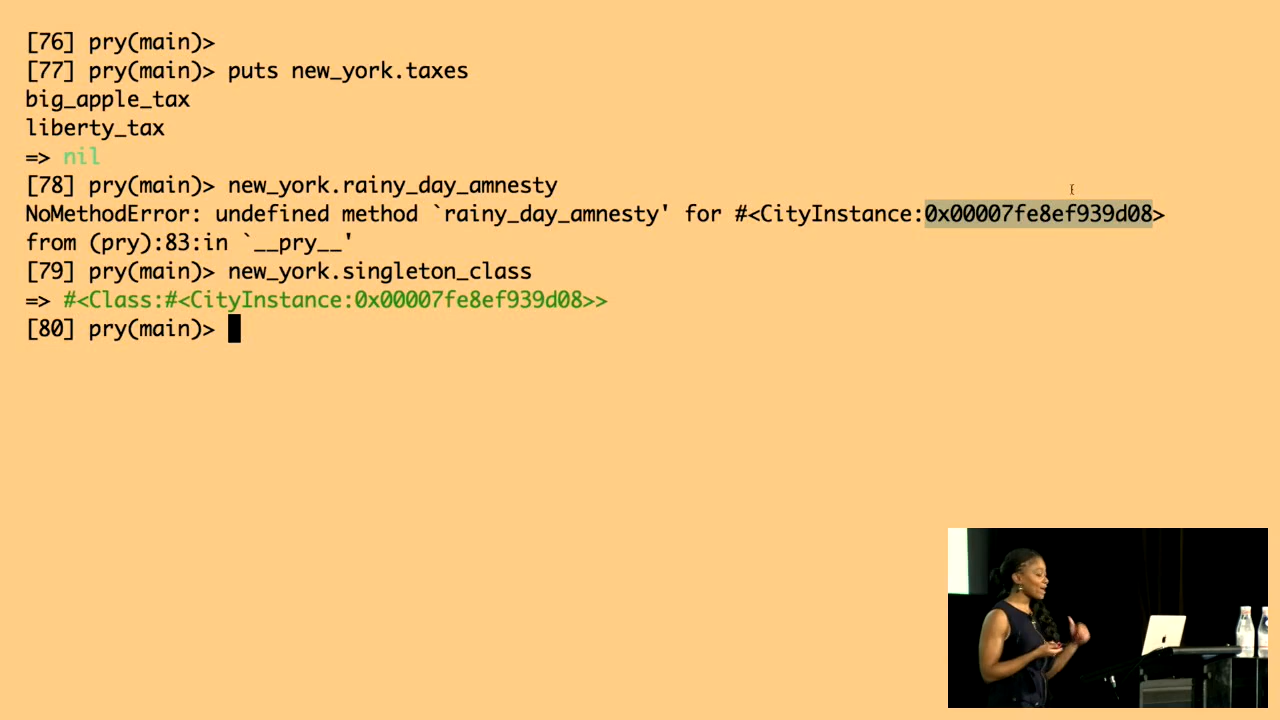 [76] pry(main)>
[77] pry(main)> puts new_york.taxes
big_apple_tax
liberty_tax
=> nil
[78] pry(main)> new_york.rainy_day_amnesty
NoMethodError: undefined method `rainy_day_amnesty' for #<CityInstance:0x00007fe8ef939d08>
from (pry):83:in `__pry__'
[79] pry(main)> new_york.singleton_class
=> #<Class:#<CityInstance:0x00007fe8ef939d08>>
[80] pry(main)>